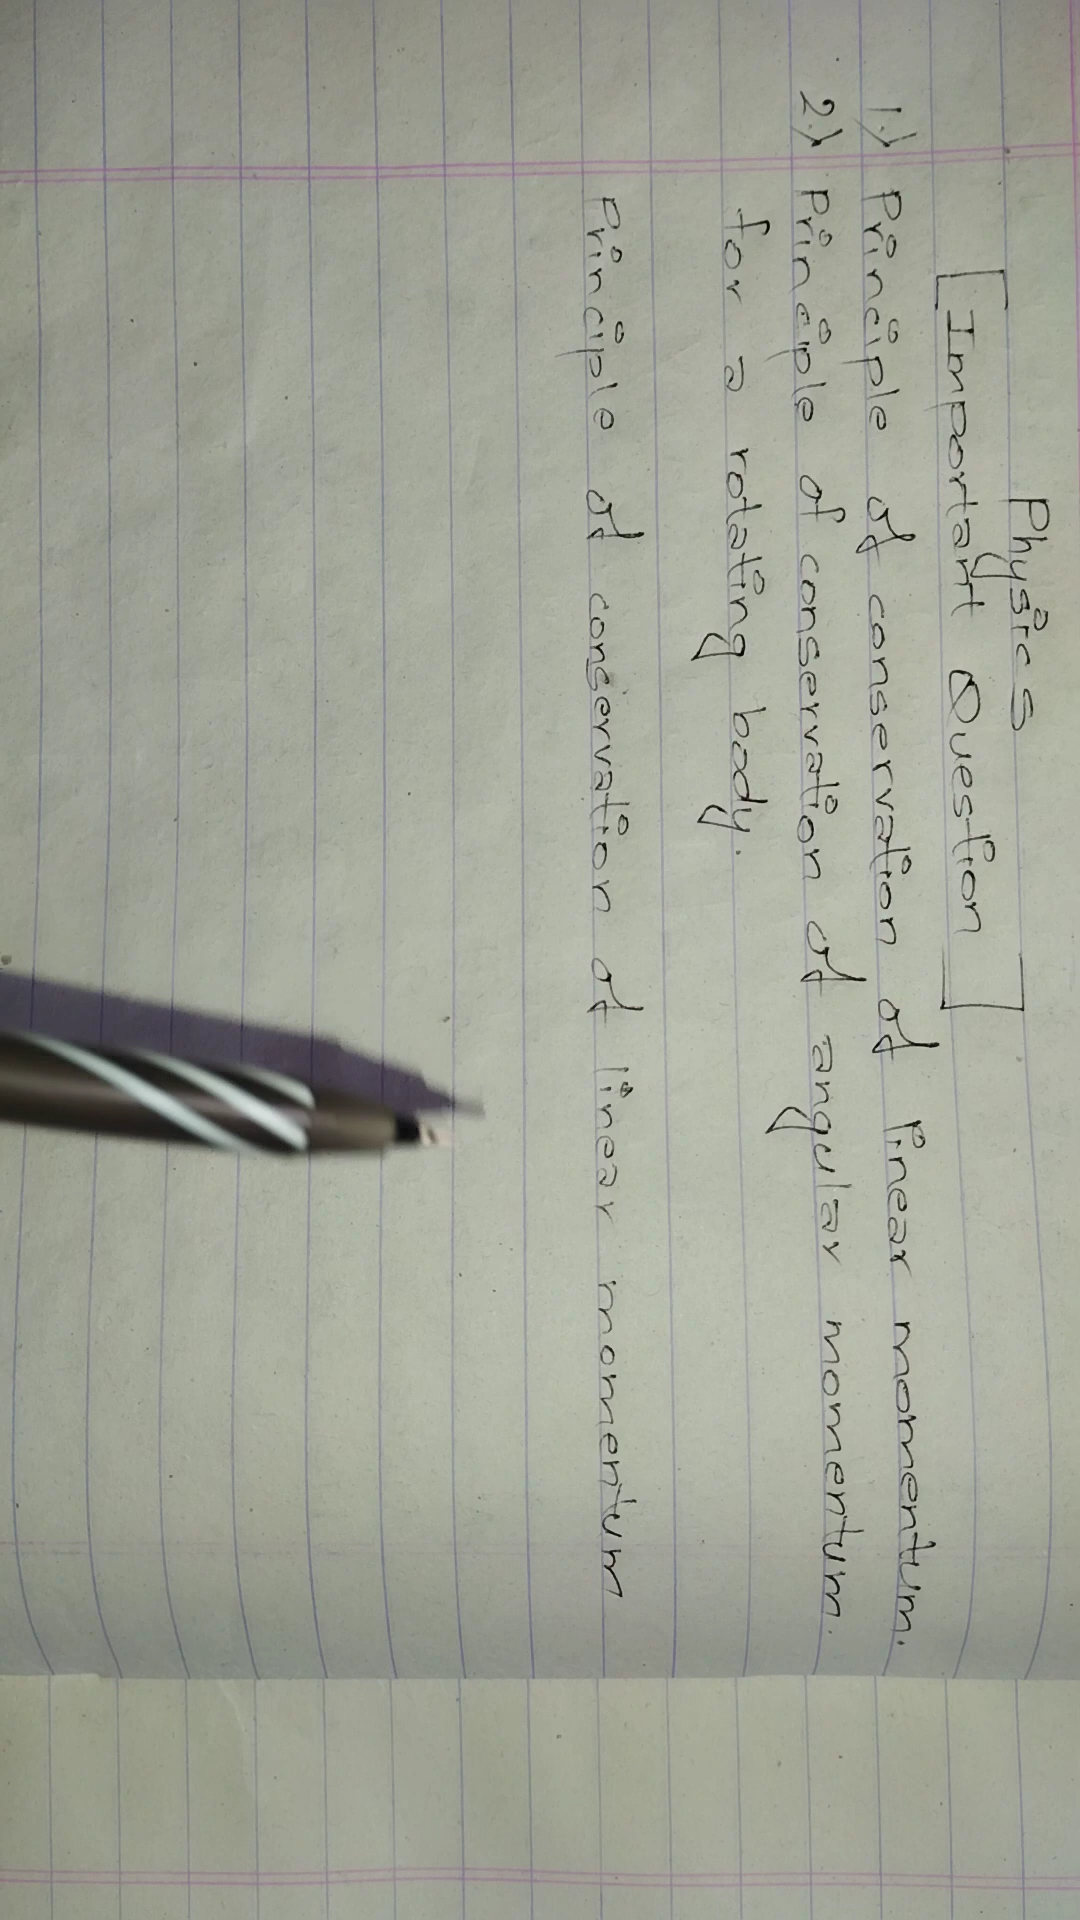 Physics
[Important Question]
1.) Principle of conservation of linear momentum.
2.) Principle of conservation of angular momentum.
for a rotating body.
Principle of conservation of linear momentum